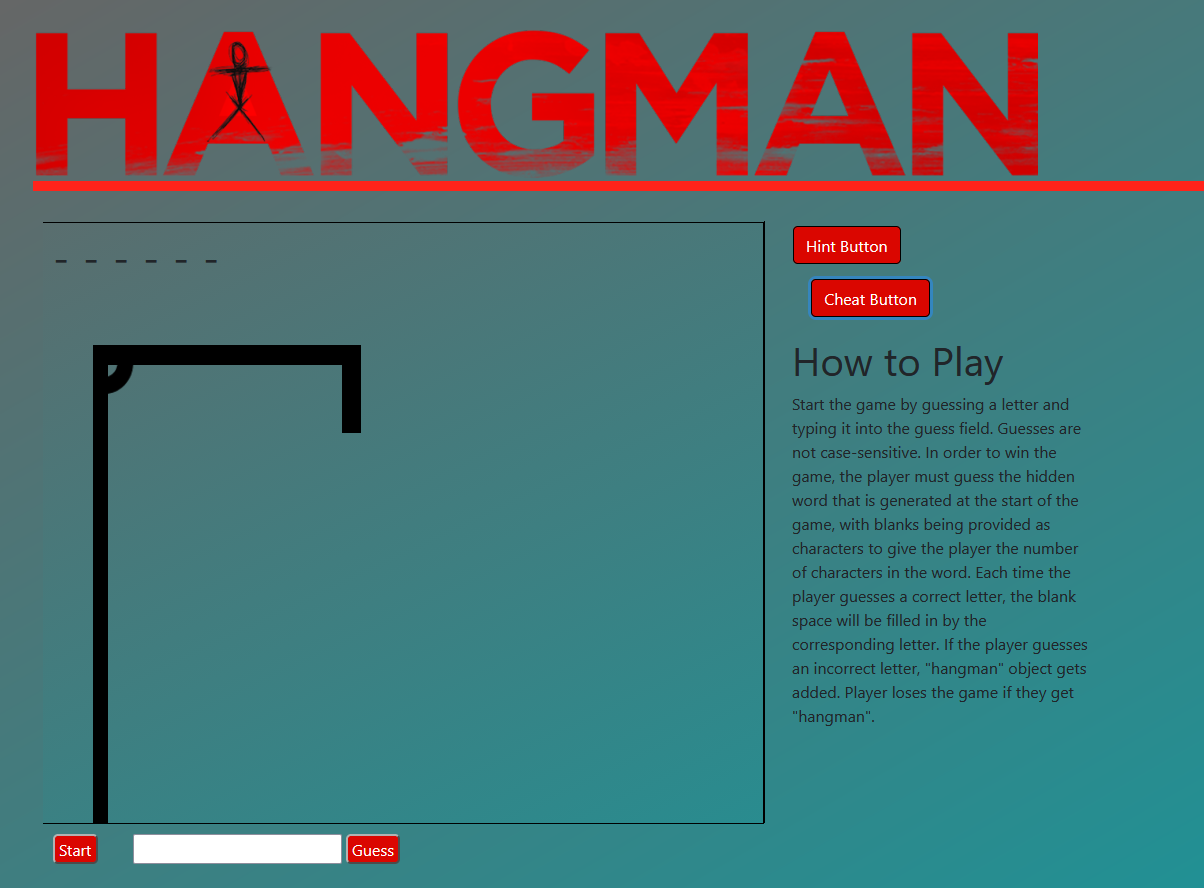 HANGMAN
- - - - - -
Hint Button
Cheat Button
How to Play
Start the game by guessing a letter and
typing it into the guess field. Guesses are
not case-sensitive. In order to win the
game, the player must guess the hidden
word that is generated at the start of the
game, with blanks being provided as
characters to give the player the number
of characters in the word. Each time the
player guesses a correct letter, the blank
space will be filled in by the
corresponding letter. If the player guesses
an incorrect letter, "hangman" object gets
added. Player loses the game if they get
"hangman".
Start
Guess